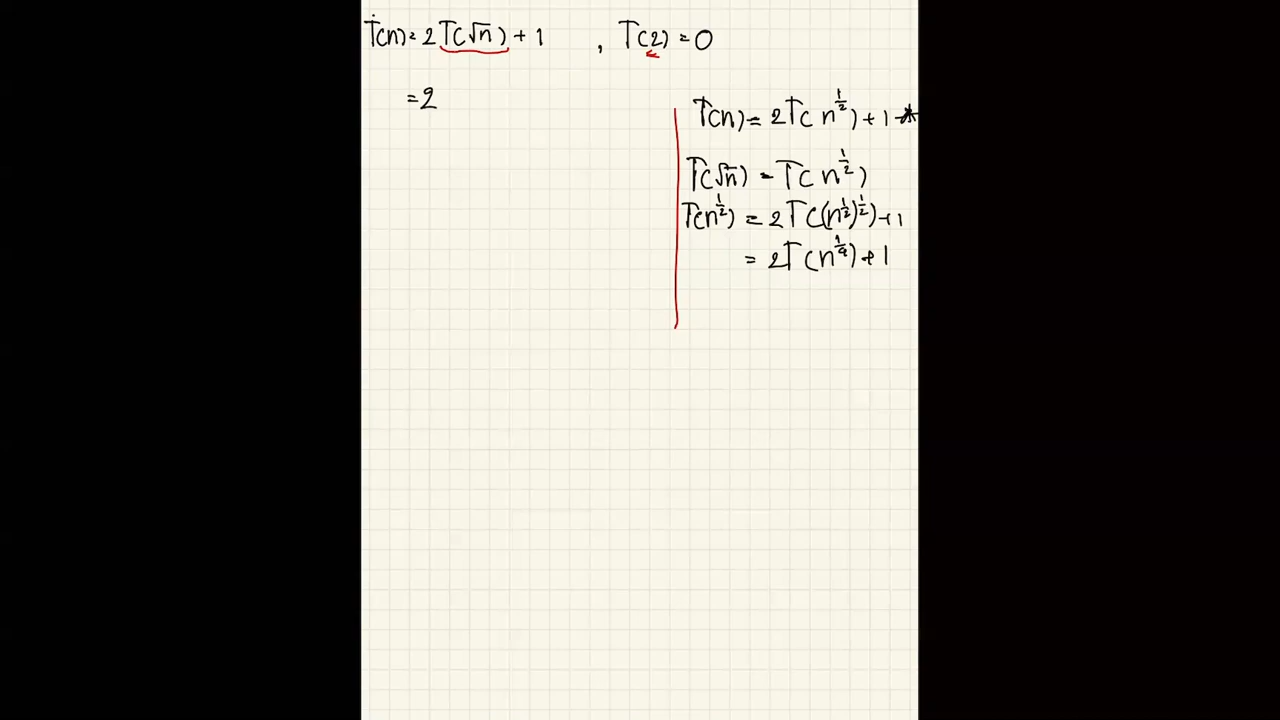 T(n) = 2T(√n) + 1 , T(2) = 0
= 2
T(n) = 2T(n^{1/2}) + 1 *
T(√n) = T(n^{1/2})
T(n^{1/2}) = 2T((n^{1/2})^{1/2}) + 1
= 2T(n^{1/4}) + 1